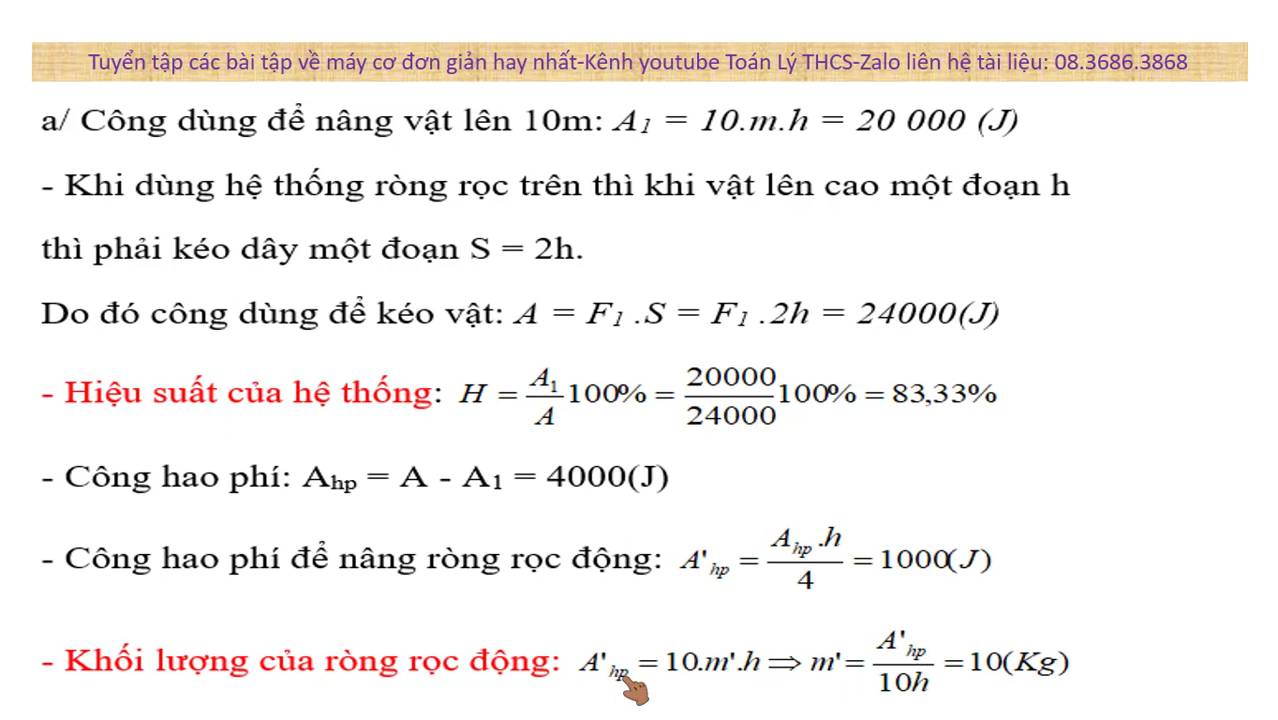 Tuyển tập các bài tập về máy cơ đơn giản hay nhất-Kênh youtube Toán Lý THCS-Zalo liên hệ tài liệu: 08.3686.3868
a/ Công dùng để nâng vật lên 10m: A₁ = 10.m.h = 20 000 (J)
- Khi dùng hệ thống ròng rọc trên thì khi vật lên cao một đoạn h
thì phải kéo dây một đoạn S = 2h.
Do đó công dùng để kéo vật: A = F₁ .S = F₁ .2h = 24000(J)
- Hiệu suất của hệ thống: H = A₁/A 100% = 20000/24000 100% = 83,33%
- Công hao phí: Ahp = A - A₁ = 4000(J)
- Công hao phí để nâng ròng rọc động: A'hp = Ahp.h/4 = 1000(J)
- Khối lượng của ròng rọc động: A'hp = 10.m'.h ⟹ m' = A'hp/10h = 10(Kg)